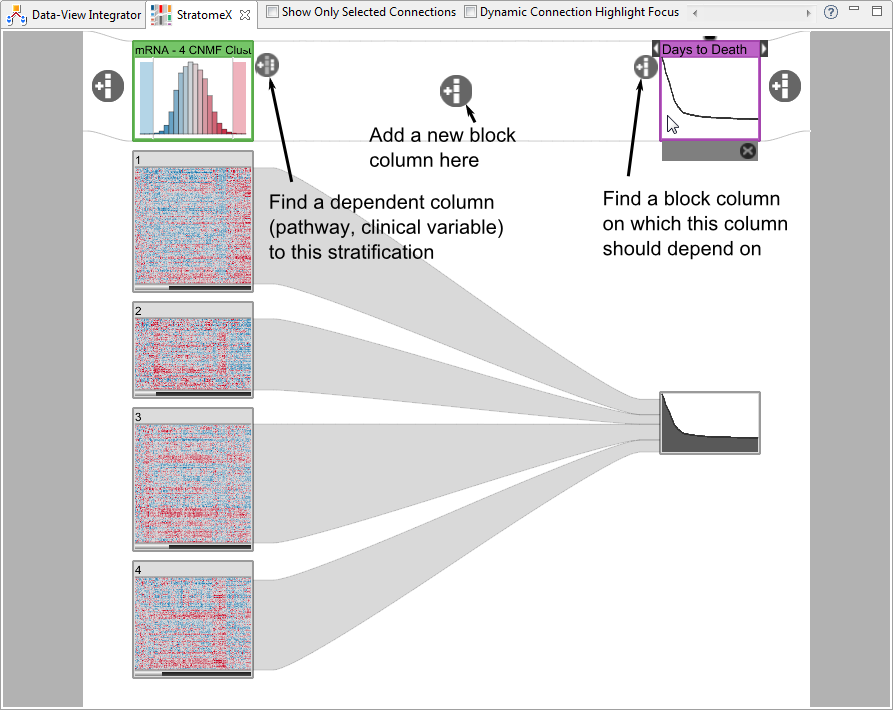 Data-View Integrator
StratomeX
Show Only Selected Connections
Dynamic Connection Highlight Focus
mRNA - 4 CNMF Clust
Days to Death
Add a new block
column here
Find a dependent column
(pathway, clinical variable)
to this stratification
Find a block column
on which this column
should depend on
1
2
3
4